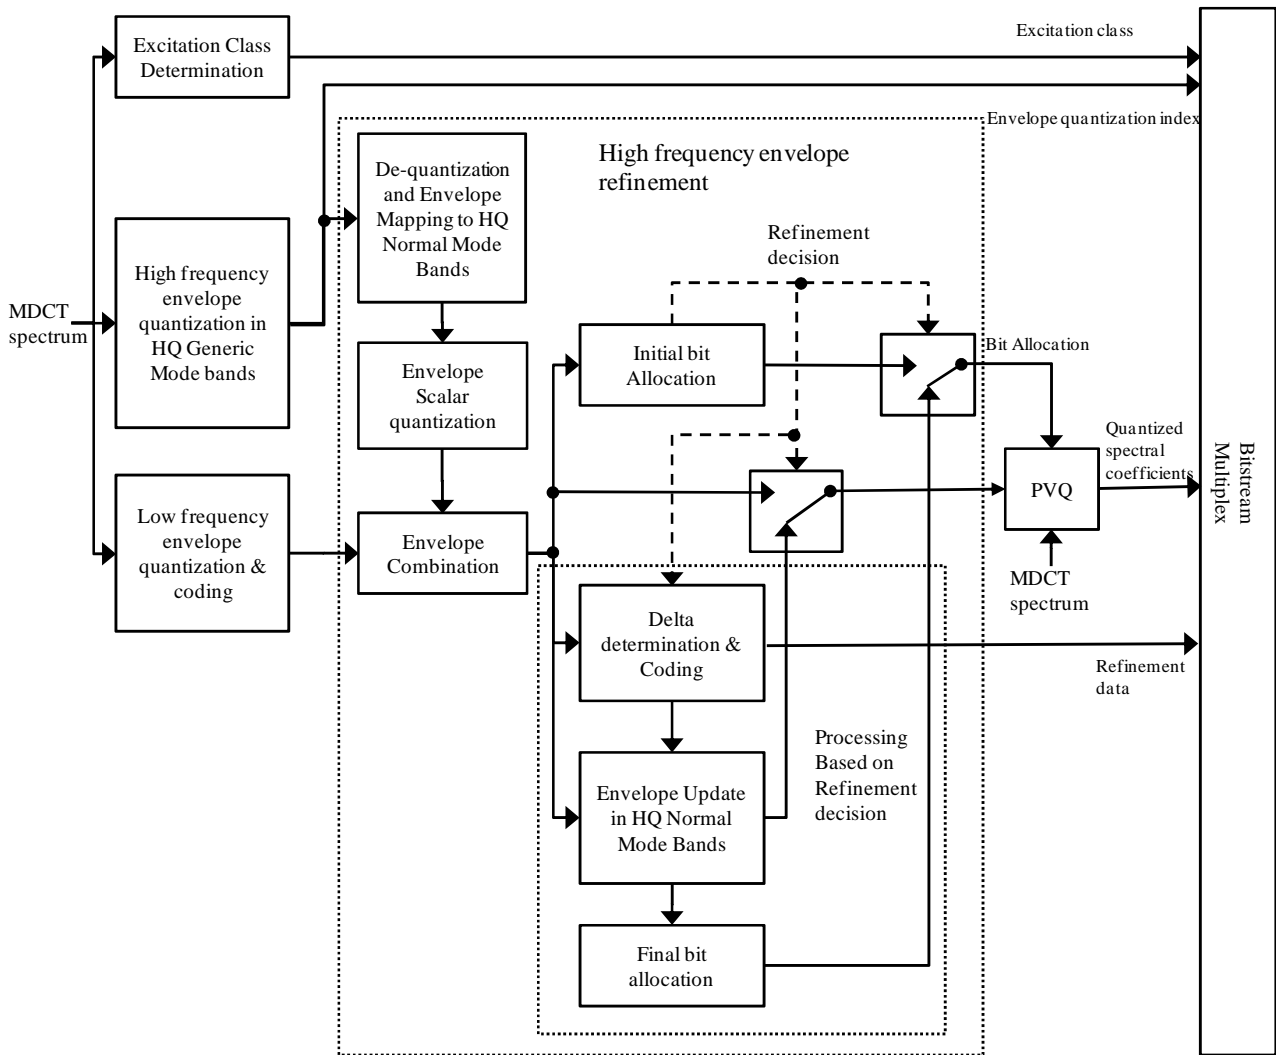 Excitation Class
Determination
Excitation class
Envelope quantization index
High frequency envelope
refinement
De-quantization
and Envelope
Mapping to HQ
Normal Mode
Bands
Refinement
decision
MDCT
spectrum
High frequency
envelope
quantization in
HQ Generic
Mode bands
Envelope
Scalar
quantization
Initial bit
Allocation
Bit Allocation
Low frequency
envelope
quantization &
coding
Envelope
Combination
PVQ
Quantized
spectral
coefficients
MDCT
spectrum
Bitstream
Multiplex
Delta
determination &
Coding
Refinement
data
Processing
Based on
Refinement
decision
Envelope Update
in HQ Normal
Mode Bands
Final bit
allocation